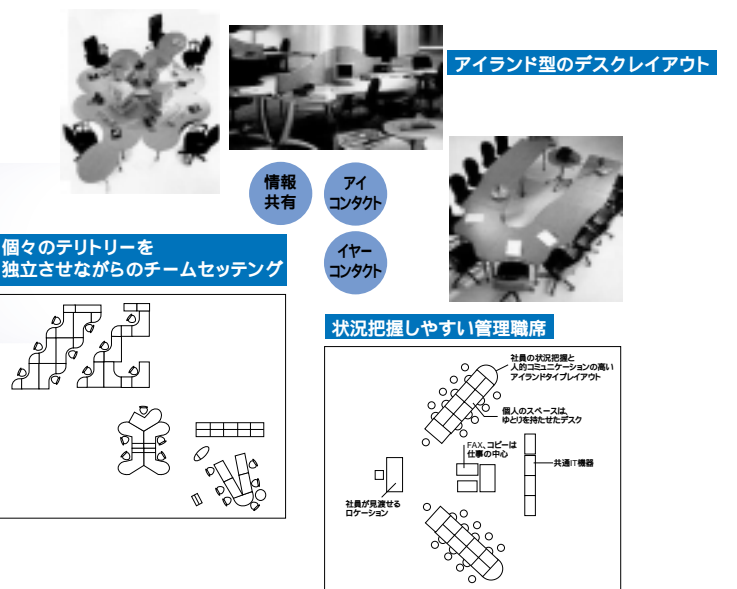 アイランド型のデスクレイアウト
情報
共有
アイ
コンタクト
イヤー
コンタクト
個々のテリトリーを
独立させながらのチームセッテング
状況把握しやすい管理職席
社員の状況把握と
人的コミュニケーションの高い
アイランドタイプレイアウト
個人のスペースは、
ゆとりを持たせたデスク
FAX、コピーは
仕事の中心
共通IT機器
社員が見渡せる
ロケーション